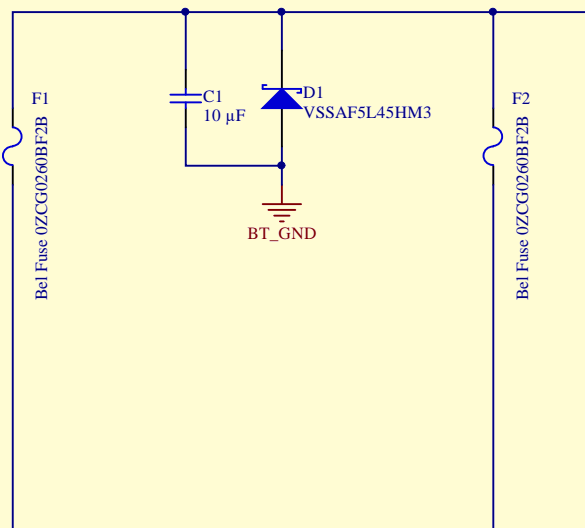 F1
Bel Fuse 0ZCG0260BF2B
C1
10 µF
D1
VSSAF5L45HM3
BT_GND
F2
Bel Fuse 0ZCG0260BF2B